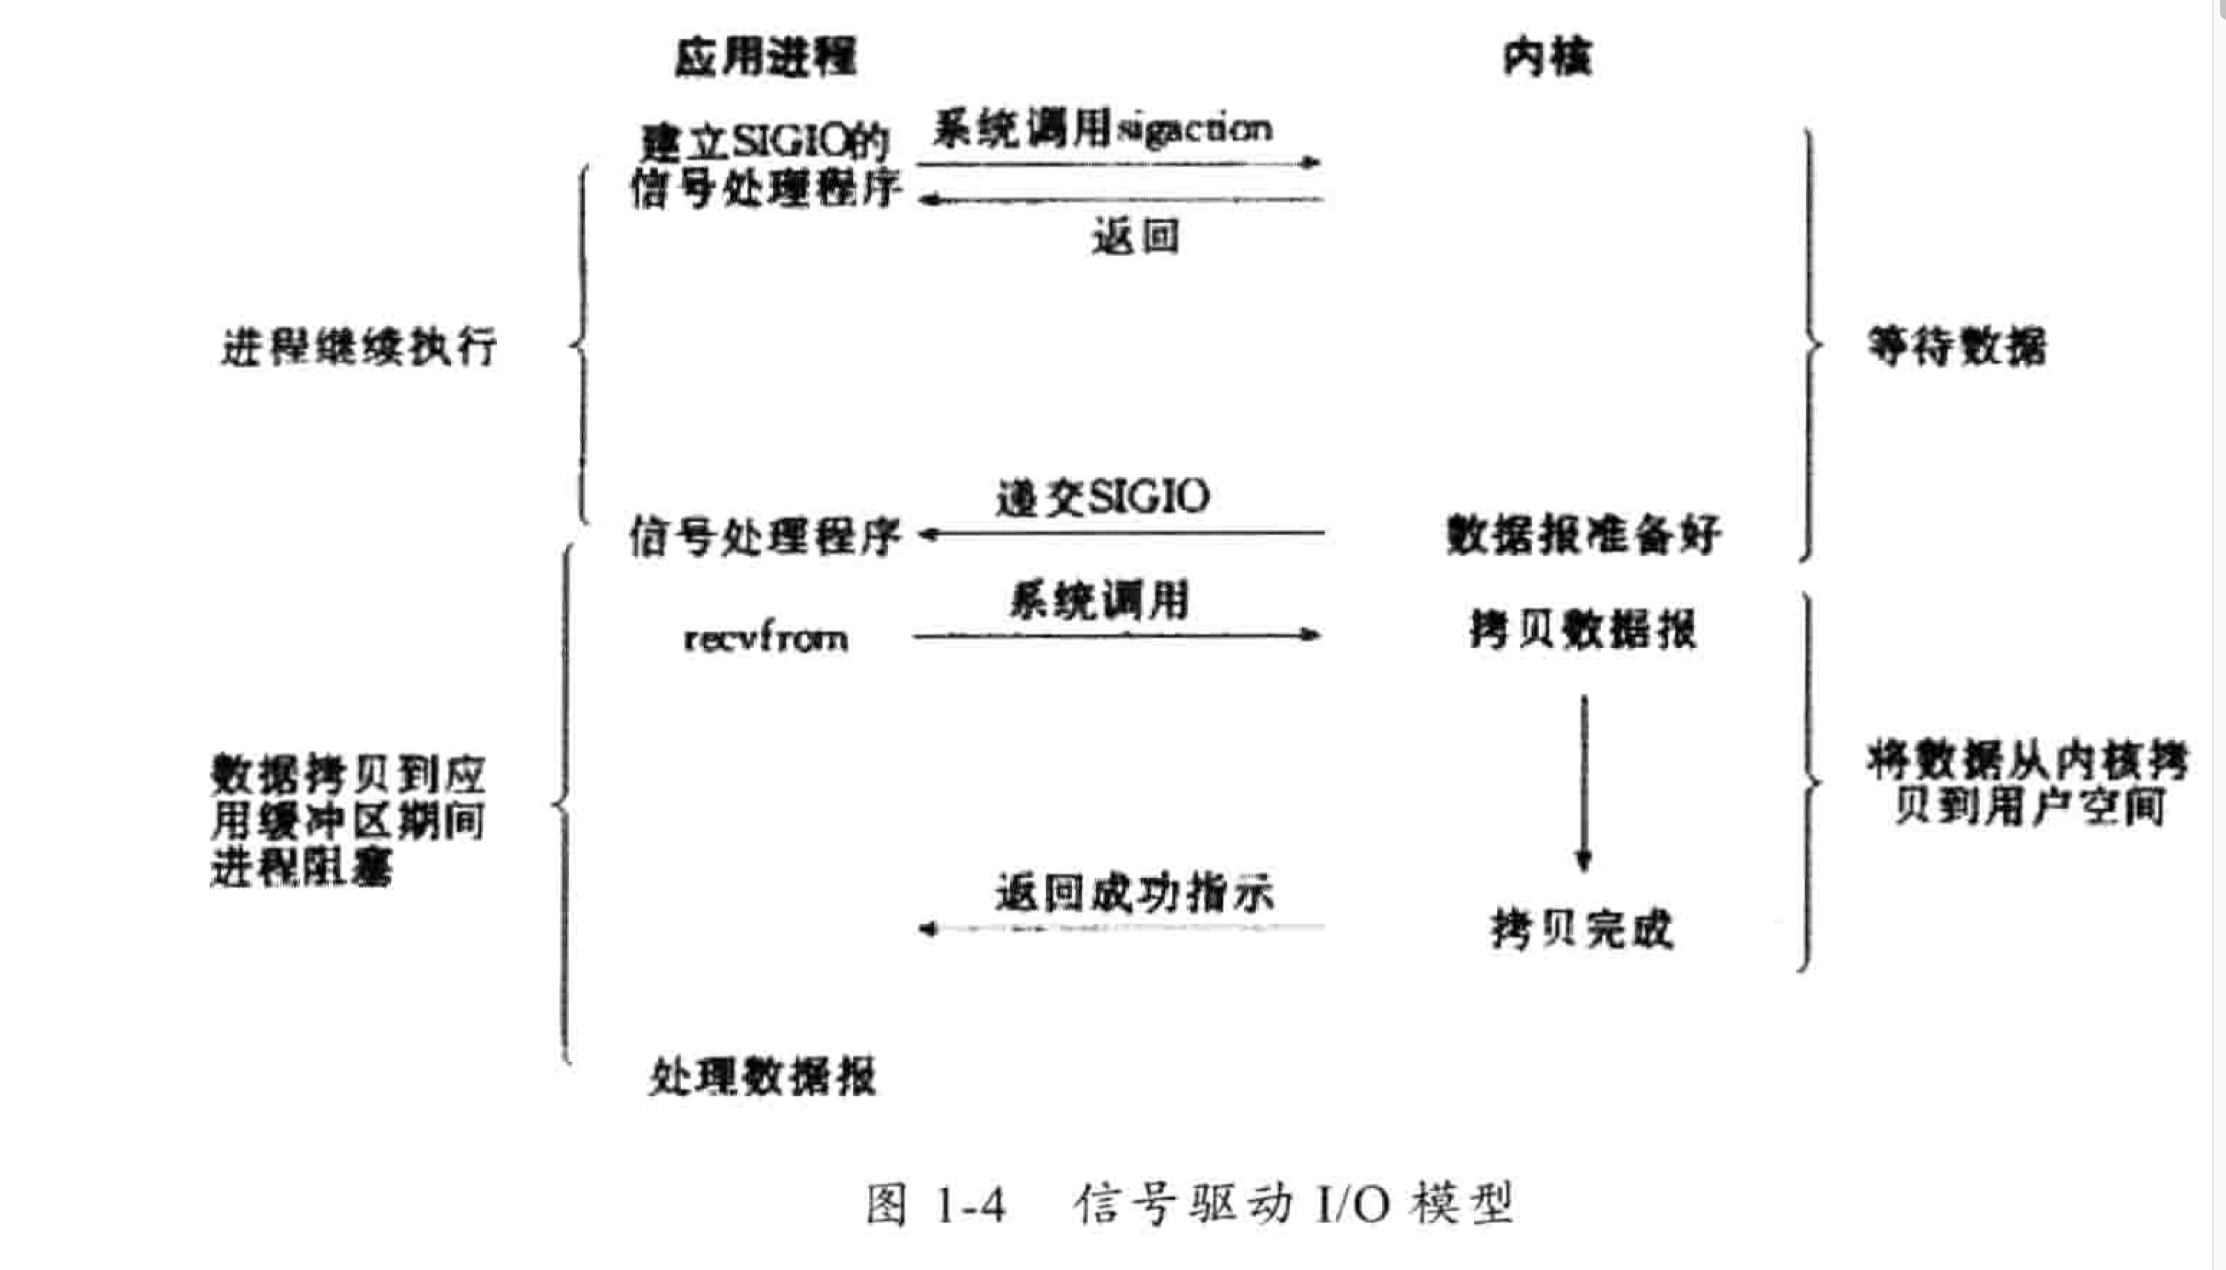 应用进程
内核
建立SIGIO的
信号处理程序
系统调用sigaction
返回
进程继续执行
等待数据
递交SIGIO
信号处理程序
数据报准备好
系统调用
recvfrom
拷贝数据报
数据拷贝到应
用缓冲区期间
进程阻塞
将数据从内核拷
贝到用户空间
返回成功指示
拷贝完成
处理数据报
图 1-4 信号驱动 I/O 模型